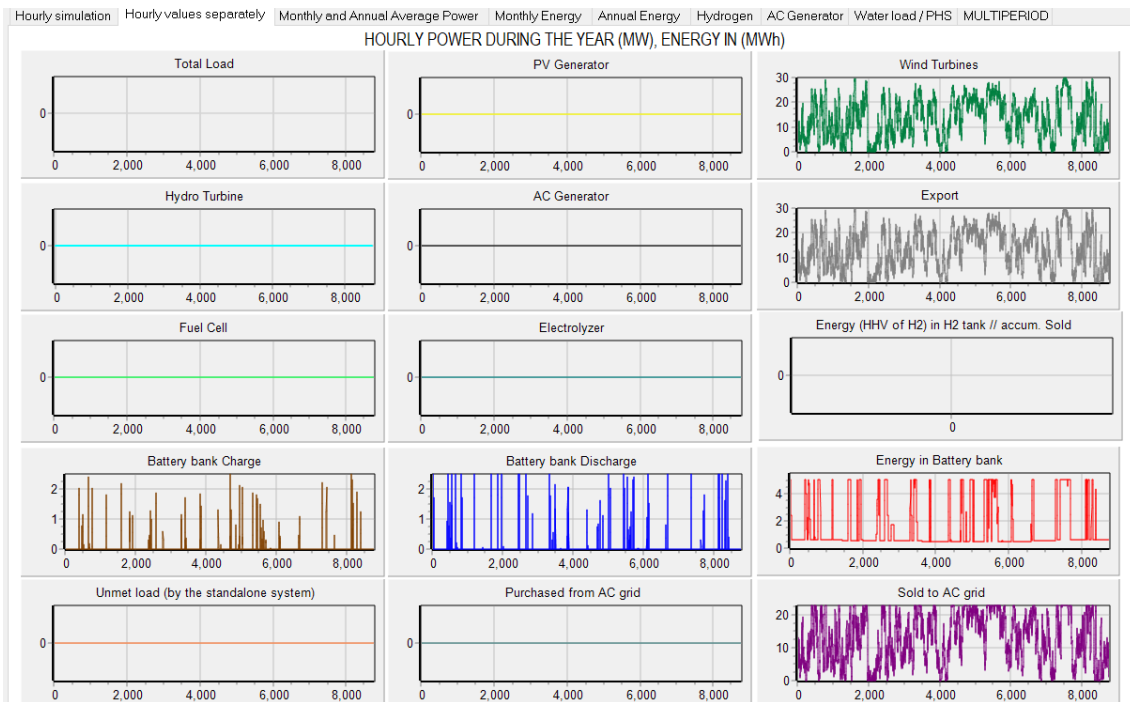 Hourly simulation Hourly values separately Monthly and Annual Average Power Monthly Energy Annual Energy Hydrogen AC Generator Water load / PHS MULTIPERIOD
HOURLY POWER DURING THE YEAR (MW), ENERGY IN (MWh)
Total Load
0
0 2,000 4,000 6,000 8,000
PV Generator
0
0 2,000 4,000 6,000 8,000
Wind Turbines
30
20
10
0
0 2,000 4,000 6,000 8,000
Hydro Turbine
0
0 2,000 4,000 6,000 8,000
AC Generator
0
0 2,000 4,000 6,000 8,000
Export
30
20
10
0
0 2,000 4,000 6,000 8,000
Fuel Cell
0
0 2,000 4,000 6,000 8,000
Electrolyzer
0
0 2,000 4,000 6,000 8,000
Energy (HHV of H2) in H2 tank // accum. Sold
0
0
Battery bank Charge
2
1
0
0 2,000 4,000 6,000 8,000
Battery bank Discharge
2
1
0
0 2,000 4,000 6,000 8,000
Energy in Battery bank
4
2
0
0 2,000 4,000 6,000 8,000
Unmet load (by the standalone system)
0
0 2,000 4,000 6,000 8,000
Purchased from AC grid
0
0 2,000 4,000 6,000 8,000
Sold to AC grid
20
10
0
0 2,000 4,000 6,000 8,000